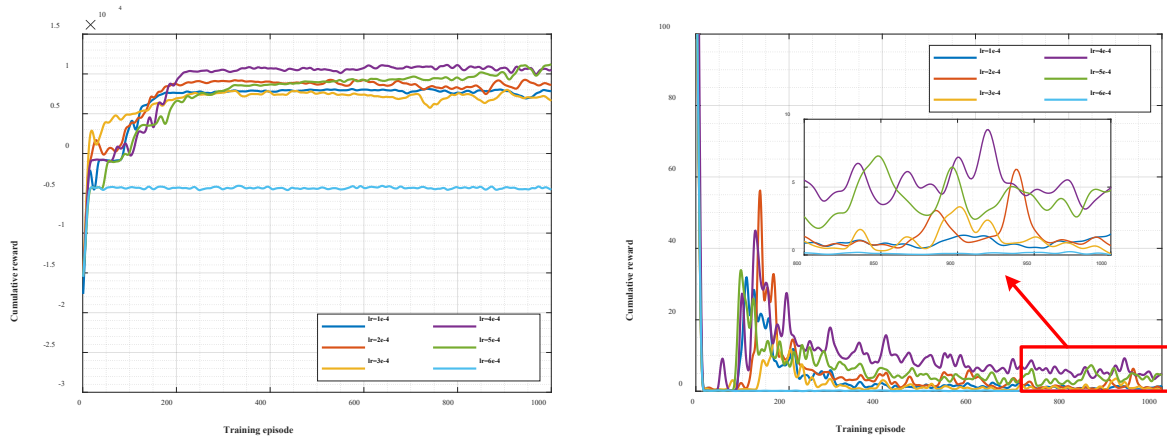 × 10 4
1.5
1
0.5
0
-0.5
-1
-1.5
-2
-2.5
-3
0 200 400 600 800 1000
Cumulative reward
Training episode
lr=1e-4 lr=4e-4
lr=2e-4 lr=5e-4
lr=3e-4 lr=6e-4
100
80
60
40
20
0
0 200 400 600 800 1000
Cumulative reward
Training episode
lr=1e-4 lr=4e-4
lr=2e-4 lr=5e-4
lr=3e-4 lr=6e-4
10
5
0
800 850 900 950 1000